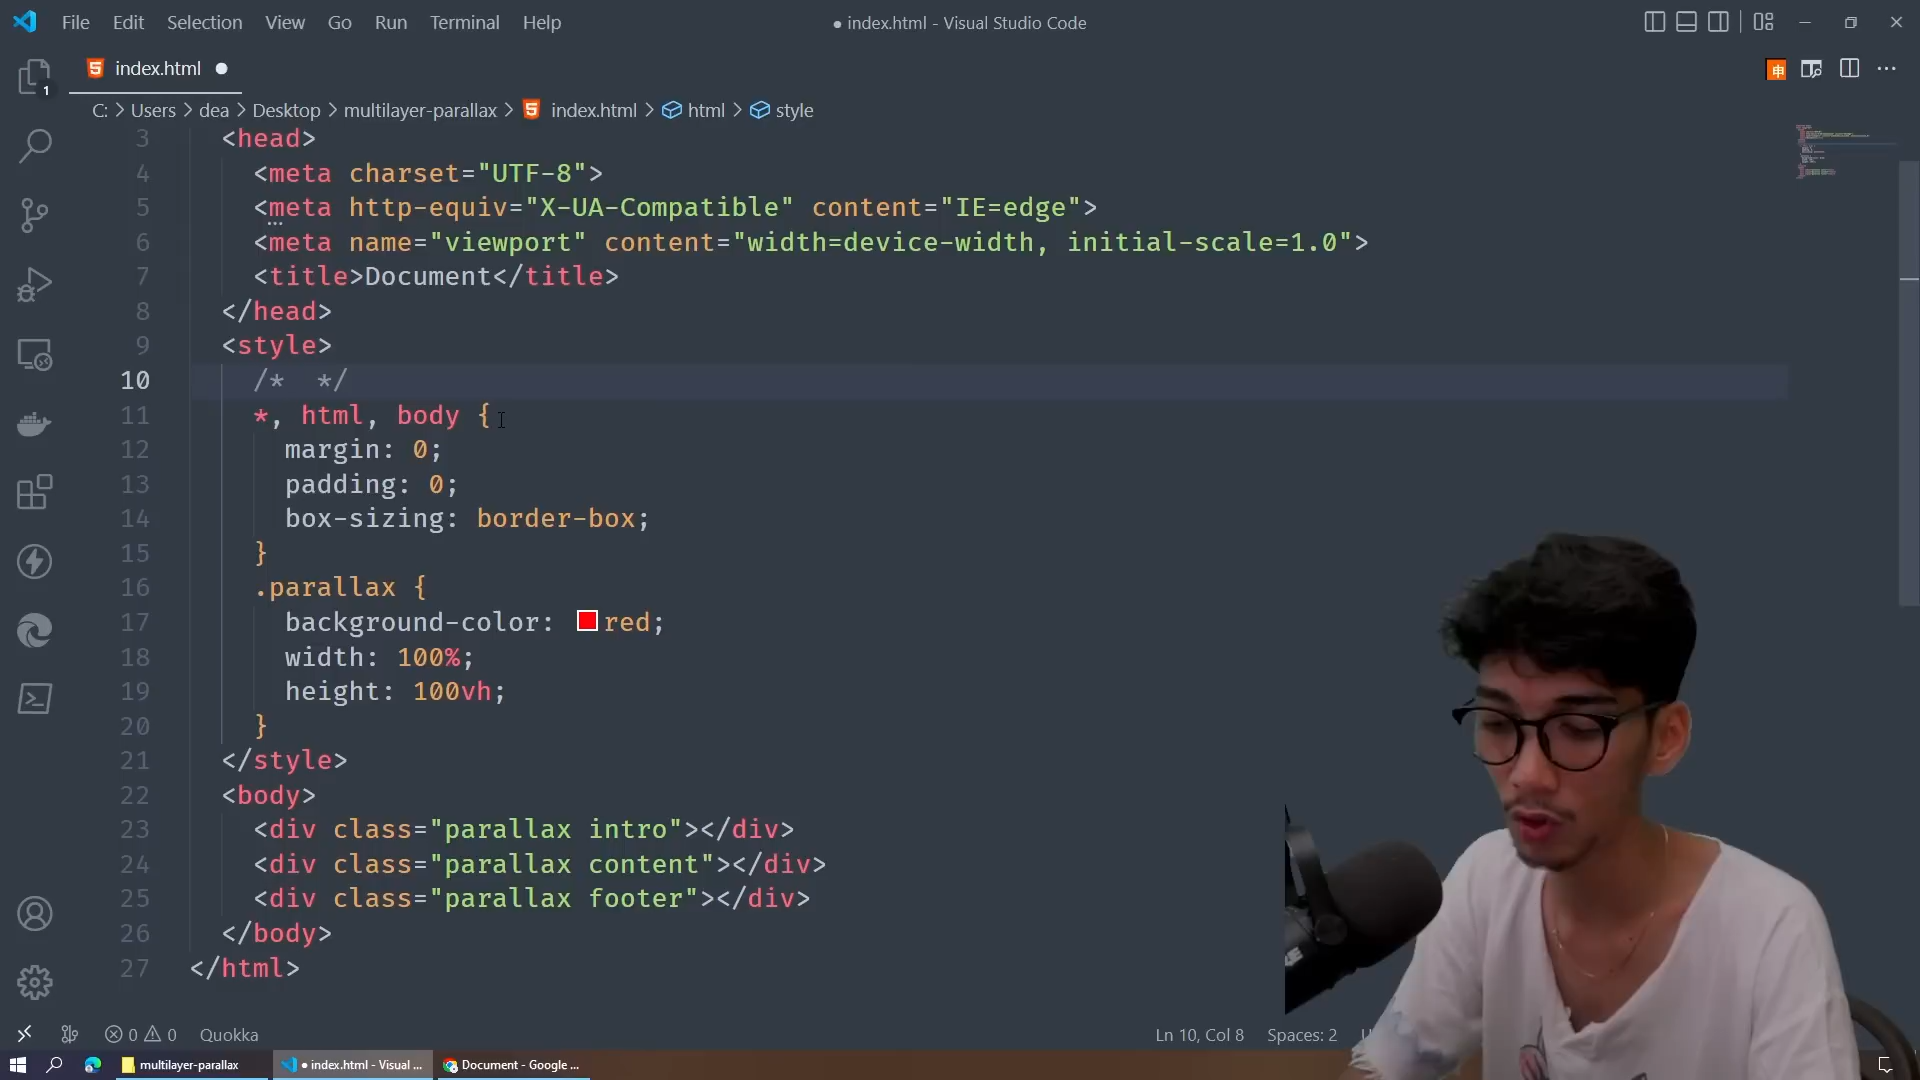 File Edit Selection View Go Run Terminal Help ● index.html - Visual Studio Code
1
index.html ●
C: > Users > dea > Desktop > multilayer-parallax > index.html > html > style
3 <head>
4 <meta charset="UTF-8">
5 <meta http-equiv="X-UA-Compatible" content="IE=edge">
6 <meta name="viewport" content="width=device-width, initial-scale=1.0">
7 <title>Document</title>
8 </head>
9 <style>
10 /*  */
11 *, html, body {
12 margin: 0;
13 padding: 0;
14 box-sizing: border-box;
15 }
16 .parallax {
17 background-color: red;
18 width: 100%;
19 height: 100vh;
20 }
21 </style>
22 <body>
23 <div class="parallax intro"></div>
24 <div class="parallax content"></div>
25 <div class="parallax footer"></div>
26 </body>
27 </html>
0 0 Quokka Ln 10, Col 8 Spaces: 2
multilayer-parallax ● index.html - Visual ... Document - Google ...